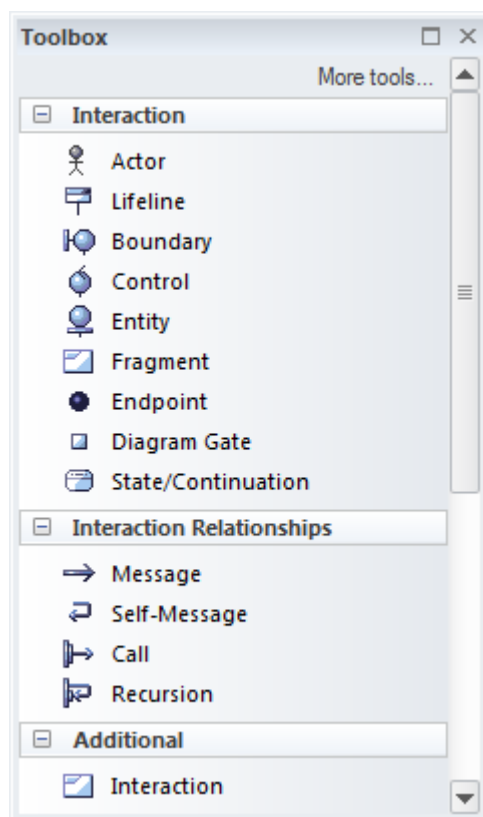 Toolbox
More tools...
Interaction
Actor
Lifeline
Boundary
Control
Entity
Fragment
Endpoint
Diagram Gate
State/Continuation
Interaction Relationships
Message
Self-Message
Call
Recursion
Additional
Interaction